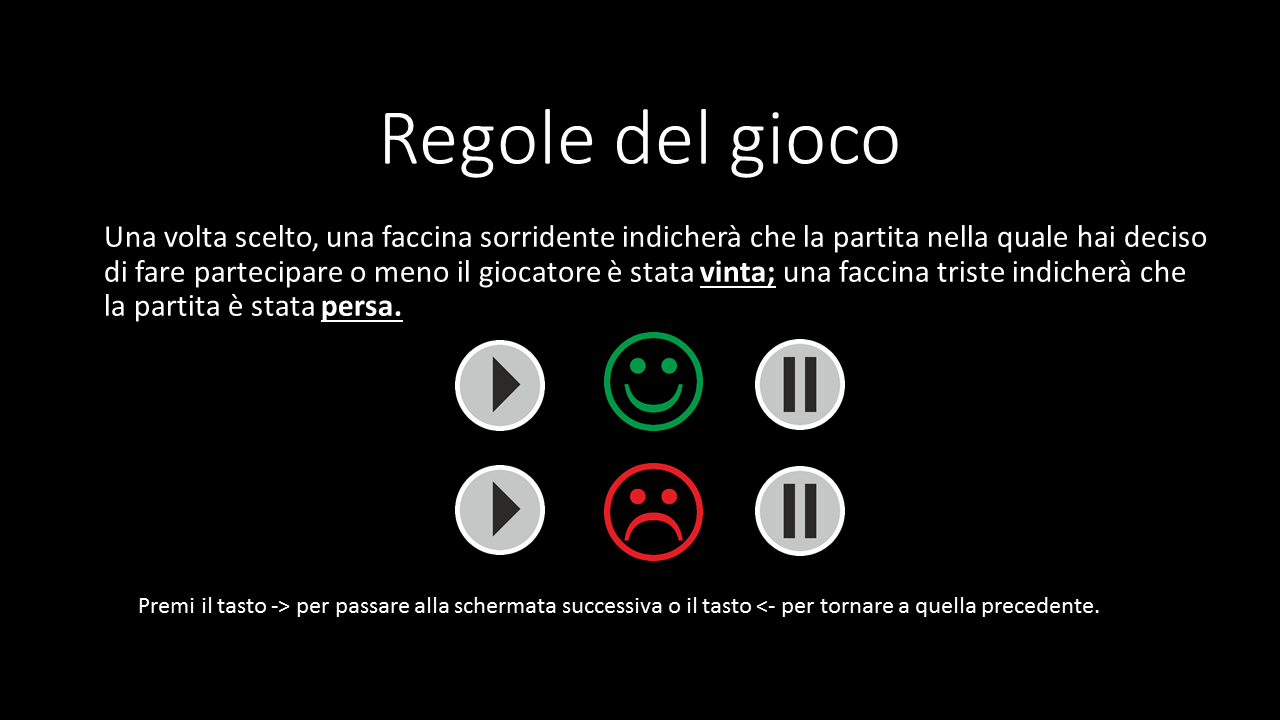 Regole del gioco
Una volta scelto, una faccina sorridente indicherà che la partita nella quale hai deciso
di fare partecipare o meno il giocatore è stata vinta; una faccina triste indicherà che
la partita è stata persa.
Premi il tasto -> per passare alla schermata successiva o il tasto <- per tornare a quella precedente.